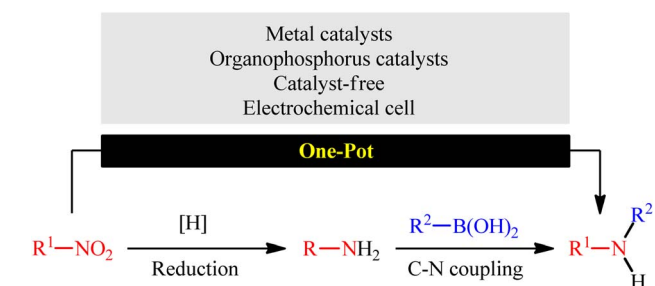 Metal catalysts
Organophosphorus catalysts
Catalyst-free
Electrochemical cell
One-Pot
R¹—NO₂
[H]
Reduction
R—NH₂
R²—B(OH)₂
C-N coupling
R²
R¹—N
H